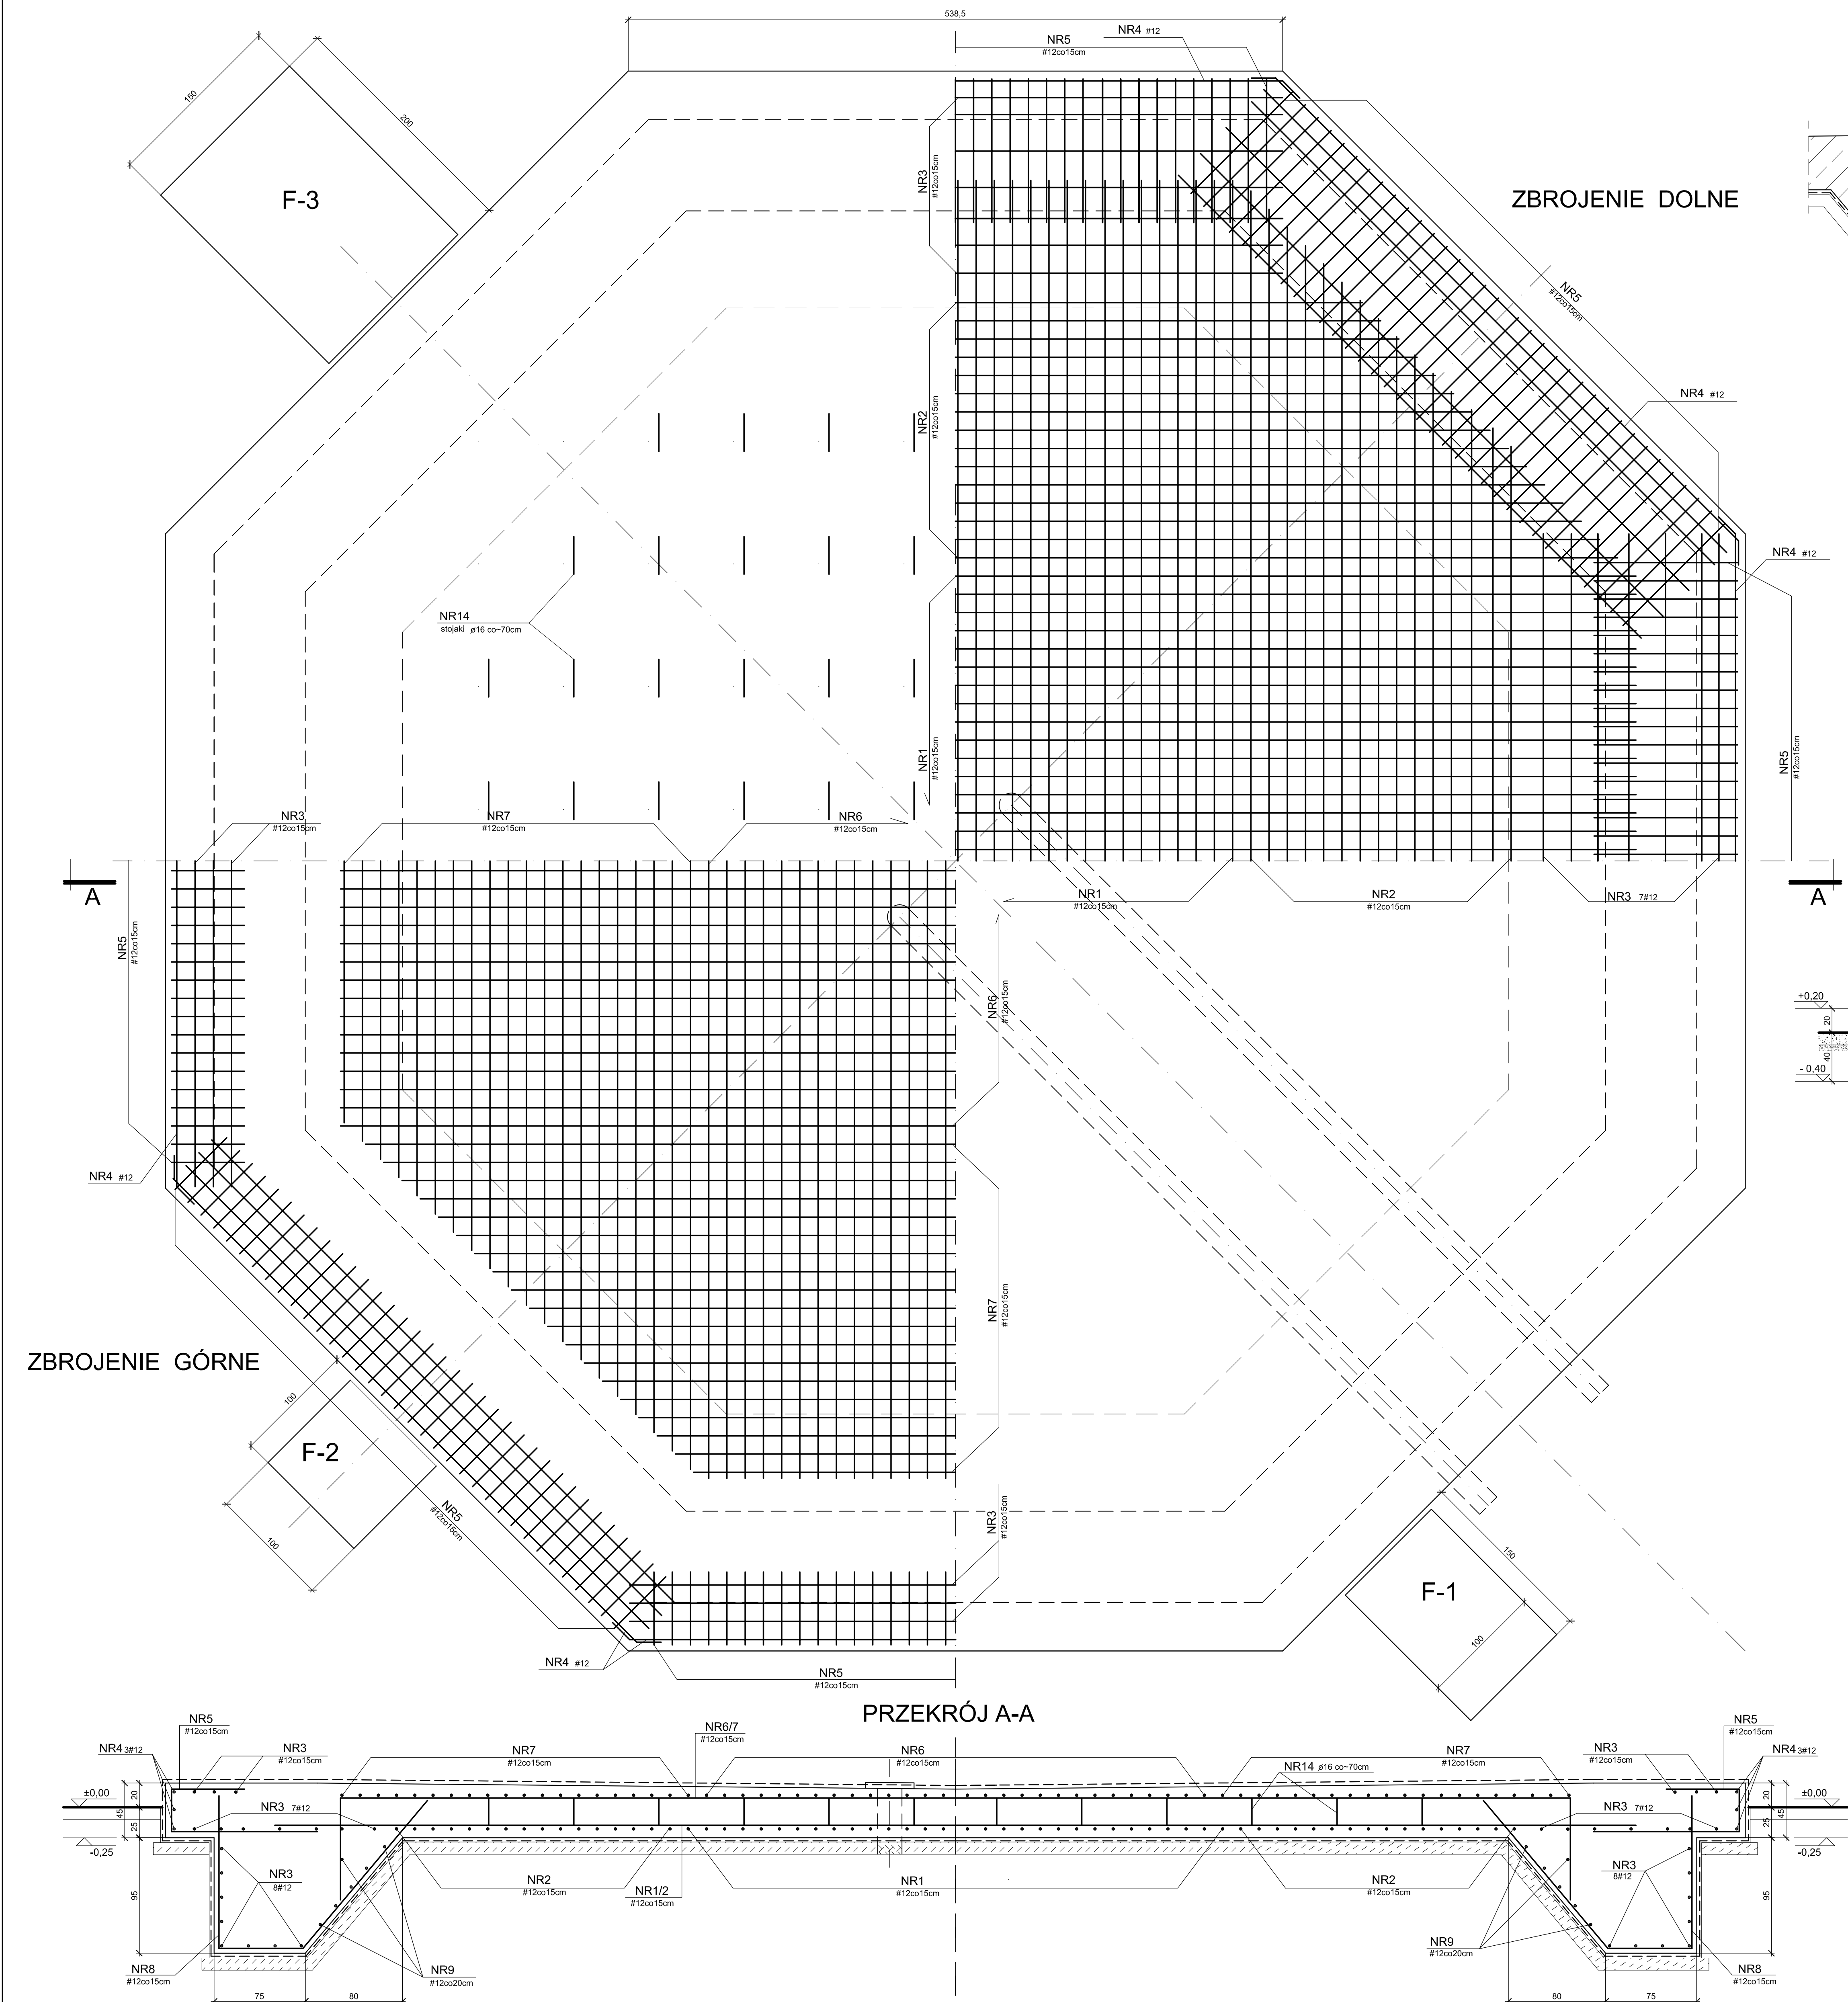 538,5
NR4 #12
NR5
#12co15cm
150
200
F-3
NR3
#12co15cm
ZBROJENIE DOLNE
NR5
#12co15cm
NR4 #12
NR2
#12co15cm
NR4 #12
NR14
stojaki ø16 co~70cm
NR1
#12co15cm
NR5
#12co15cm
NR3
#12co15cm
NR7
#12co15cm
NR6
#12co15cm
A
A
NR1
#12co15cm
NR2
#12co15cm
NR3 7#12
NR5
#12co15cm
NR6
#12co15cm
+0,20
20
40
- 0,40
NR4 #12
NR7
#12co15cm
ZBROJENIE GÓRNE
100
F-2
100
NR5
#12co15cm
NR3
#12co15cm
150
F-1
100
NR4 #12
NR5
#12co15cm
PRZEKRÓJ A-A
NR5
#12co15cm
NR4 3#12
NR3
#12co15cm
NR7
#12co15cm
NR6/7
#12co15cm
NR6
#12co15cm
NR14 ø16 co~70cm
NR7
#12co15cm
NR3
#12co15cm
NR5
#12co15cm
NR4 3#12
±0,00
20
45
25
-0,25
95
NR3 7#12
NR3 7#12
±0,00
20
45
25
-0,25
95
NR3
8#12
NR2
#12co15cm
NR1/2
#12co15cm
NR1
#12co15cm
NR2
#12co15cm
NR3
8#12
NR8
#12co15cm
NR9
#12co20cm
NR9
#12co20cm
NR8
#12co15cm
75
80
80
75